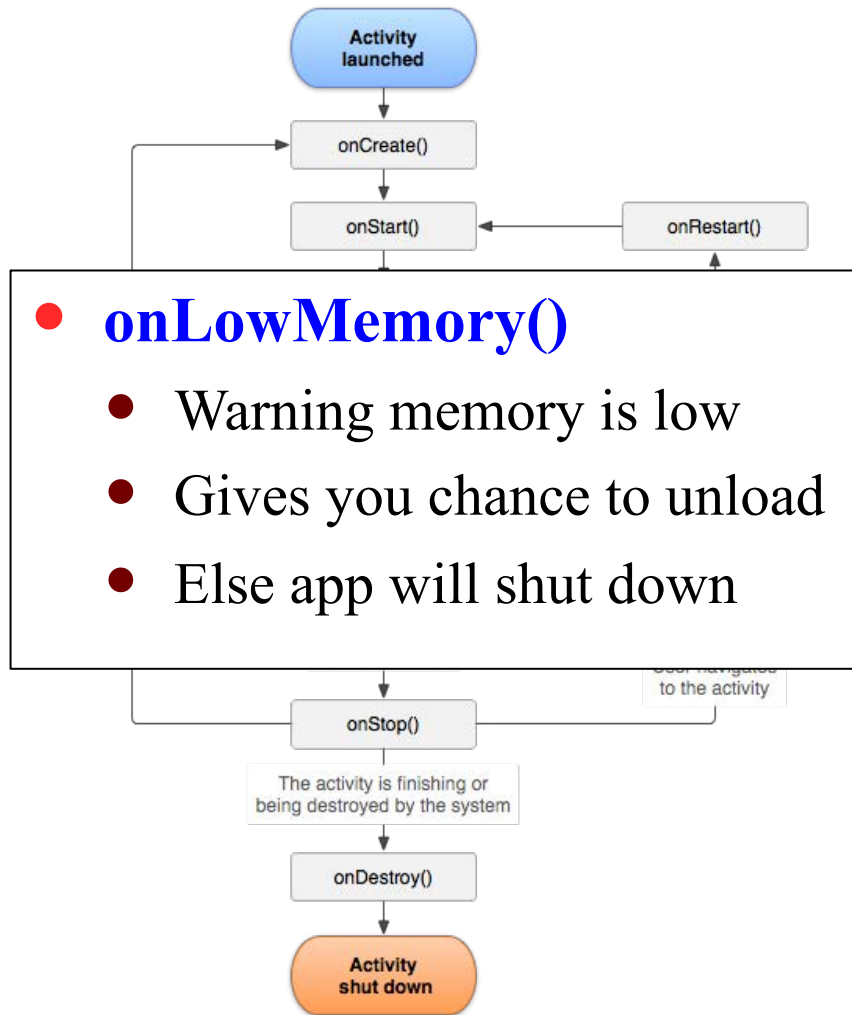 Activity
launched
onCreate()
onStart()
onRestart()
onLowMemory()
Warning memory is low
Gives you chance to unload
Else app will shut down
to the activity
onStop()
The activity is finishing or
being destroyed by the system
onDestroy()
Activity
shut down